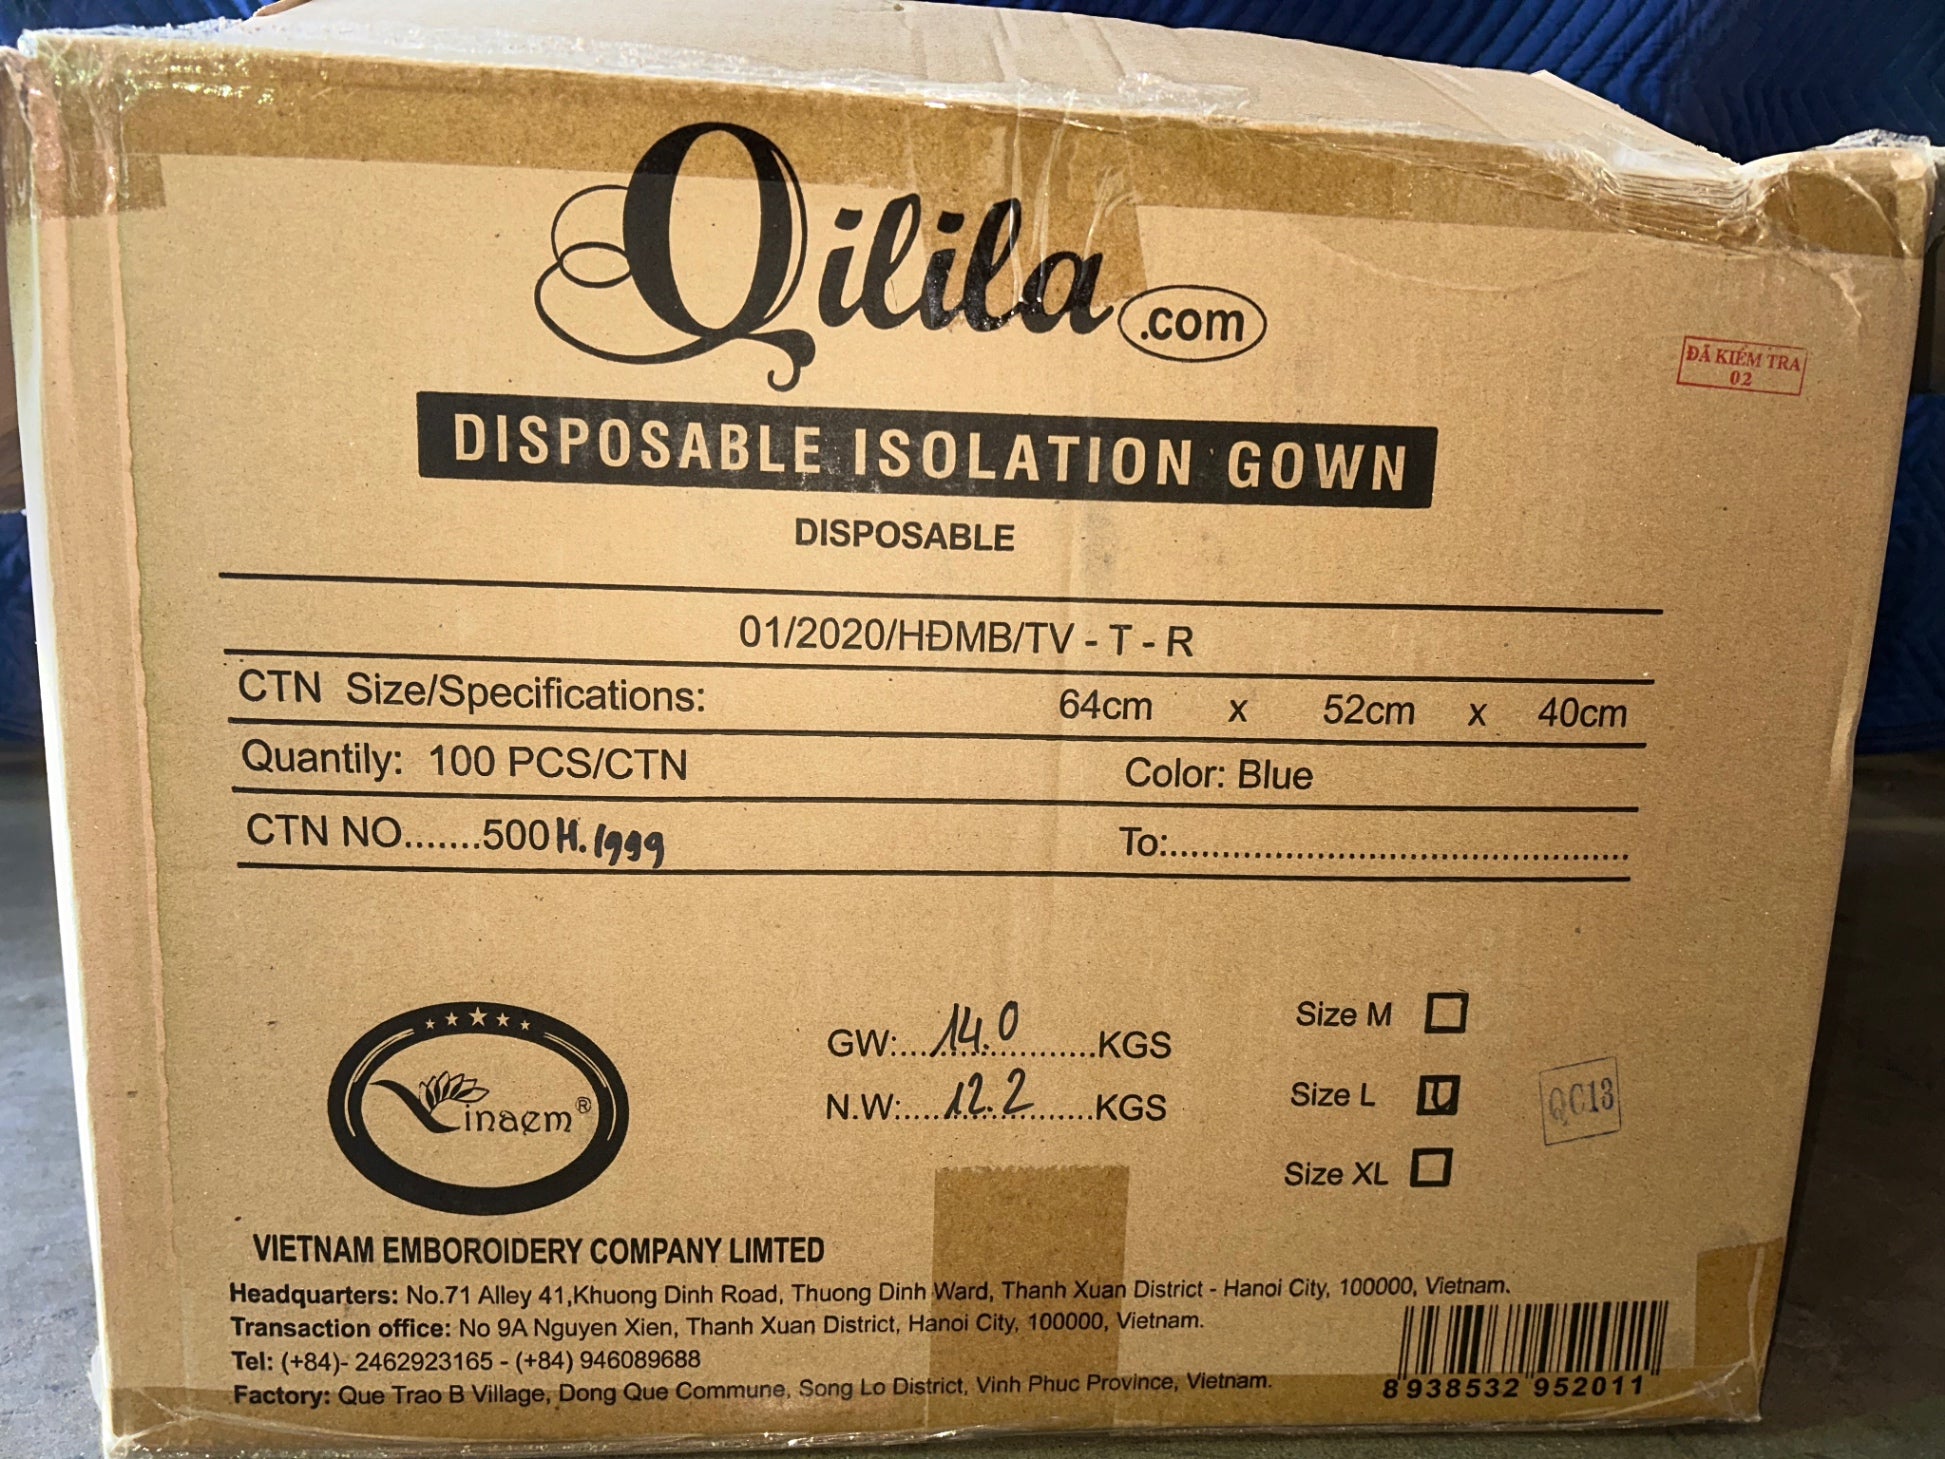 Qilila .com
ĐÃ KIỂM TRA
02
DISPOSABLE ISOLATION GOWN
DISPOSABLE
01/2020/HĐMB/TV - T - R
CTN Size/Specifications: 64cm x 52cm x 40cm
Quantily: 100 PCS/CTN Color: Blue
CTN NO.......500H.1999 To:..........................................
GW:....14.0..........KGS
N.W:....12.2..........KGS
Size M
Size L
Size XL
QC13
Vinaem®
VIETNAM EMBOROIDERY COMPANY LIMTED
Headquarters: No.71 Alley 41,Khuong Dinh Road, Thuong Dinh Ward, Thanh Xuan District - Hanoi City, 100000, Vietnam.
Transaction office: No 9A Nguyen Xien, Thanh Xuan District, Hanoi City, 100000, Vietnam.
Tel: (+84)- 2462923165 - (+84) 946089688
Factory: Que Trao B Village, Dong Que Commune, Song Lo District, Vinh Phuc Province, Vietnam.
8 938532 952011